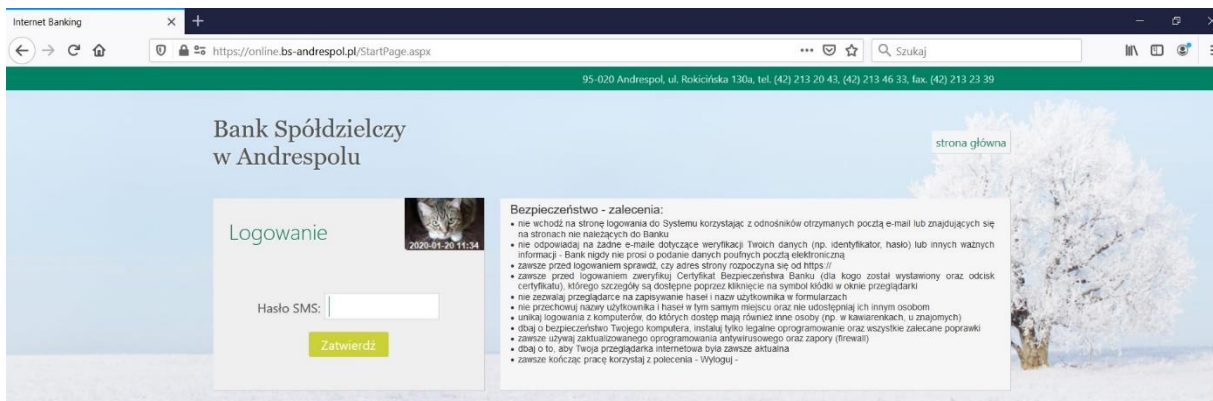 Internet Banking
https://online.bs-andrespol.pl/StartPage.aspx
Szukaj
95-020 Andrespol, ul. Rokicińska 130a, tel. (42) 213 20 43, (42) 213 46 33, fax. (42) 213 23 39
Bank Spółdzielczy
w Andrespolu
strona główna
Logowanie
2020-01-20 11:34
Hasło SMS:
Zatwierdź
Bezpieczeństwo - zalecenia:
• nie wchodź na stronę logowania do Systemu korzystając z odnośników otrzymanych pocztą e-mail lub znajdujących się
na stronach nie należących do Banku
• nie odpowiadaj na żadne e-maile dotyczące weryfikacji Twoich danych (np. identyfikator, hasło) lub innych ważnych
informacji - Bank nigdy nie prosi o podanie danych poufnych pocztą elektroniczną
• zawsze przed logowaniem sprawdź, czy adres strony rozpoczyna się od https://
• zawsze przed logowaniem zweryfikuj Certyfikat Bezpieczeństwa Banku (dla kogo został wystawiony oraz odcisk
certyfikatu), którego szczegóły są dostępne poprzez kliknięcie na symbol kłódki w oknie przeglądarki
• nie zezwalaj przeglądarce na zapisywanie haseł i nazw użytkownika w formularzach
• nie przechowuj nazwy użytkownika i haseł w tym samym miejscu oraz nie udostępniaj ich innym osobom
• unikaj logowania z komputerów, do których dostęp mają również inne osoby (np. w kawiarenkach, u znajomych)
• dbaj o bezpieczeństwo Twojego komputera, instaluj tylko legalne oprogramowanie oraz wszystkie zalecane poprawki
• zawsze używaj zaktualizowanego oprogramowania antywirusowego oraz zapory (firewall)
• dbaj o to, aby Twoja przeglądarka internetowa była zawsze aktualna
• zawsze kończąc pracę korzystaj z polecenia - Wyloguj -